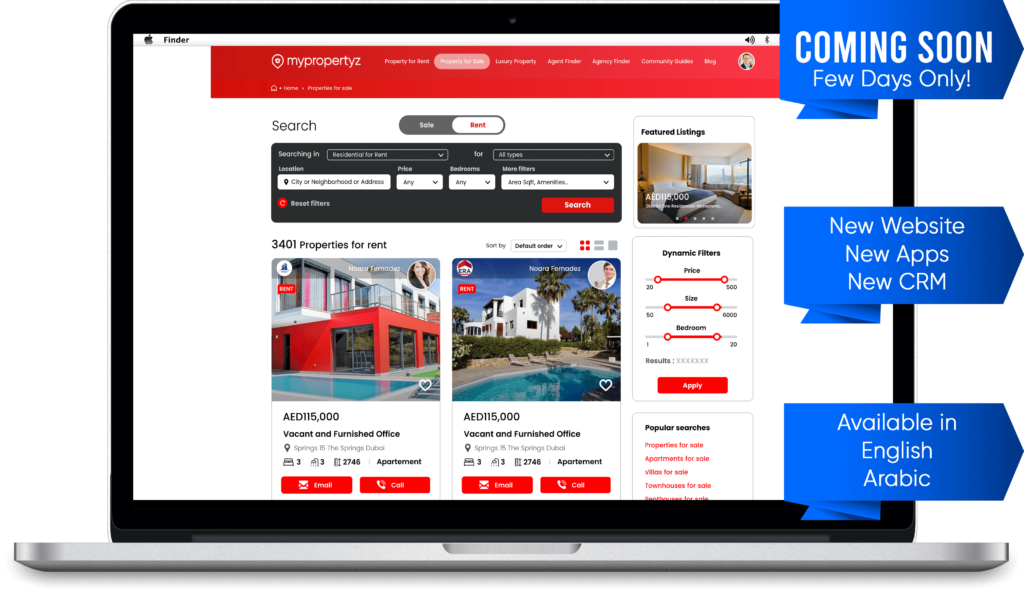 Finder
COMING SOON
Few Days Only!
mypropertyz
Property for Rent
Property for Sale
Luxury Property
Agent Finder
Agency Finder
Community Guides
Blog
Home • Properties for sale
Search
Sale
Rent
Searching in
Residential for Rent
for
All types
Location
Price
Bedrooms
More filters
City or Neighborhood or Address
Any
Any
Area Sqft, Amenities..
Reset filters
Search
Featured Listings
AED115,000
3401 Properties for rent
Sort by
Default order
Noara Fernadez
RENT
AED115,000
Vacant and Furnished Office
Springs 15 The Springs Dubai
3
3
2746
Apartement
Email
Call
ERA
Noara Fernadez
RENT
AED115,000
Vacant and Furnished Office
Springs 15 The Springs Dubai
3
3
2746
Apartement
Email
Call
Dynamic Filters
Price
20
500
Size
50
6000
Bedroom
1
20
Results : XXXXXXX
Apply
Popular searches
Properties for sale
Apartments for sale
Villas for sale
Townhouses for sale
Penthouses for sale
New Website
New Apps
New CRM
Available in
English
Arabic